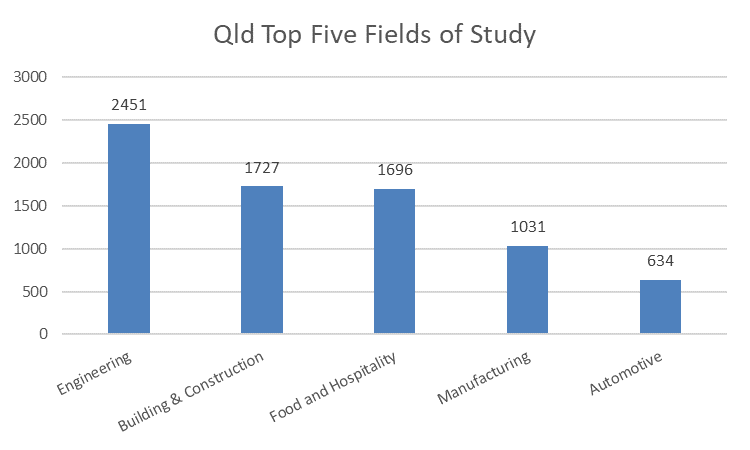 Qld Top Five Fields of Study
3000
2500
2000
1500
1000
500
0
2451
1727
1696
1031
634
Engineering
Building & Construction
Food and Hospitality
Manufacturing
Automotive